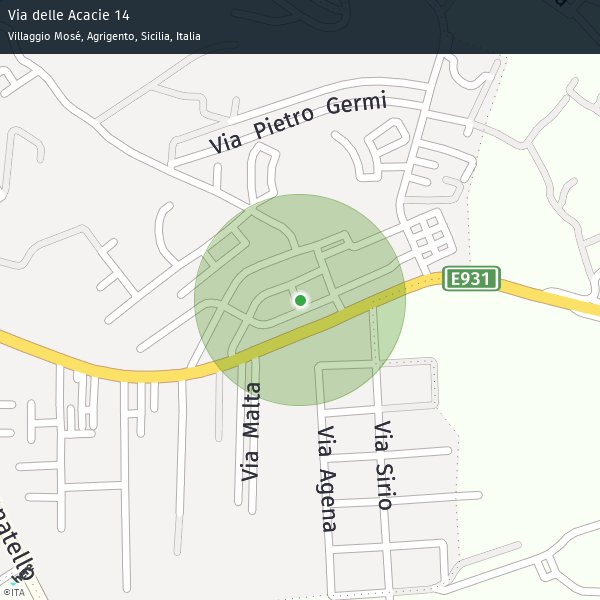 Via delle Acacie 14
Villaggio Mosé, Agrigento, Sicilia, Italia
Via Pietro Germi
E931
Via Malta
Via Agena
Via Sirio
©ITA